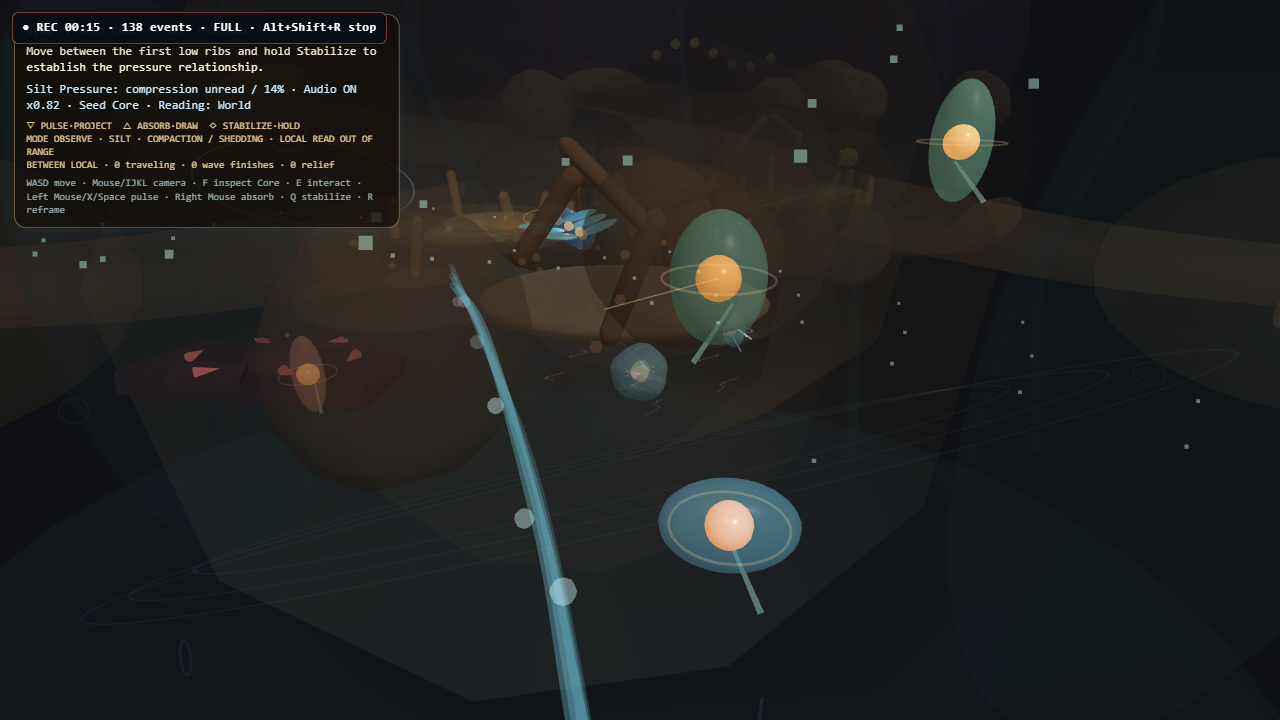 ● REC 00:15 · 138 events · FULL · Alt+Shift+R stop
Move between the first low ribs and hold Stabilize to
establish the pressure relationship.
Silt Pressure: compression unread / 14% · Audio ON
x0.82 · Seed Core · Reading: World
▽ PULSE·PROJECT △ ABSORB·DRAW ◇ STABILIZE·HOLD
MODE OBSERVE · SILT · COMPACTION / SHEDDING · LOCAL READ OUT OF
RANGE
BETWEEN LOCAL · 0 traveling · 0 wave finishes · 0 relief
WASD move · Mouse/IJKL camera · F inspect Core · E interact ·
Left Mouse/X/Space pulse · Right Mouse absorb · Q stabilize · R
reframe